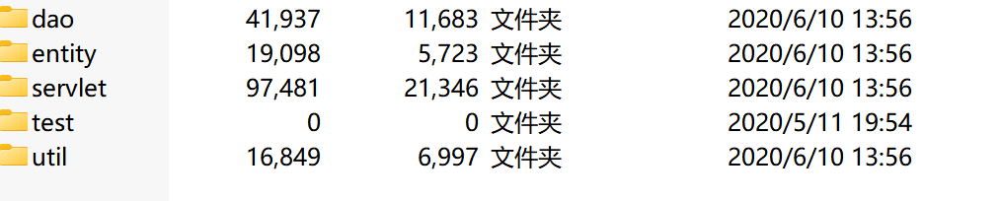 dao 41,937 11,683 文件夹 2020/6/10 13:56
entity 19,098 5,723 文件夹 2020/6/10 13:56
servlet 97,481 21,346 文件夹 2020/6/10 13:56
test 0 0 文件夹 2020/5/11 19:54
util 16,849 6,997 文件夹 2020/6/10 13:56